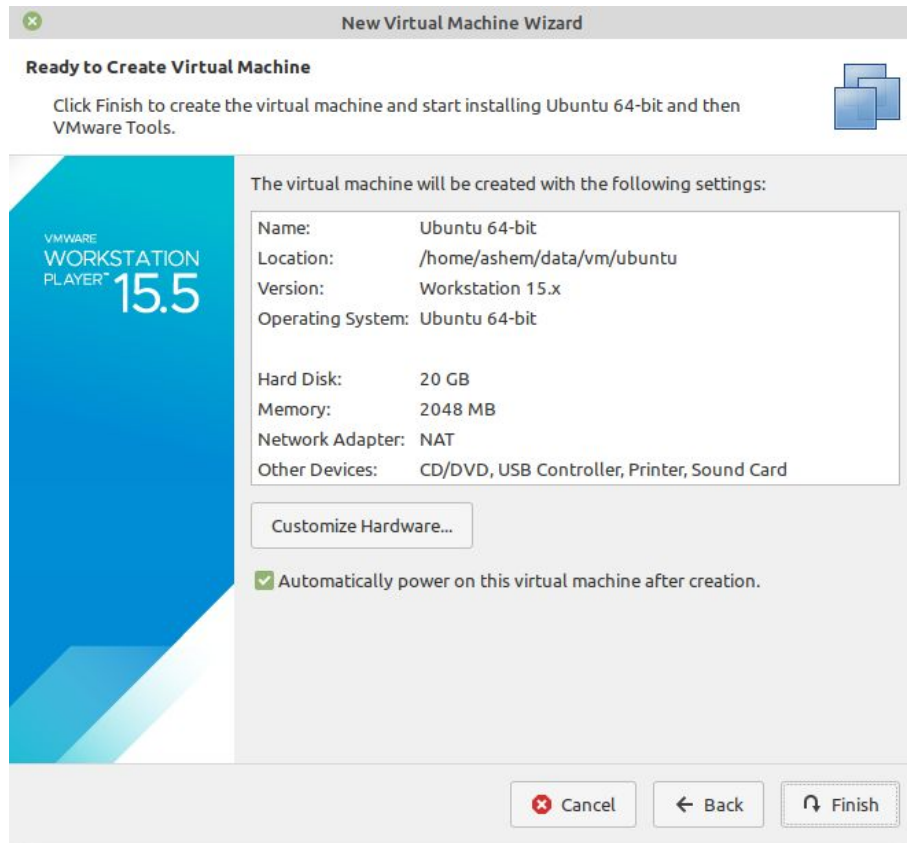 New Virtual Machine Wizard
Ready to Create Virtual Machine
Click Finish to create the virtual machine and start installing Ubuntu 64-bit and then
VMware Tools.
VMWARE
WORKSTATION
PLAYER™ 15.5
The virtual machine will be created with the following settings:
Name: Ubuntu 64-bit
Location: /home/ashem/data/vm/ubuntu
Version: Workstation 15.x
Operating System: Ubuntu 64-bit
Hard Disk: 20 GB
Memory: 2048 MB
Network Adapter: NAT
Other Devices: CD/DVD, USB Controller, Printer, Sound Card
Customize Hardware...
Automatically power on this virtual machine after creation.
Cancel Back Finish